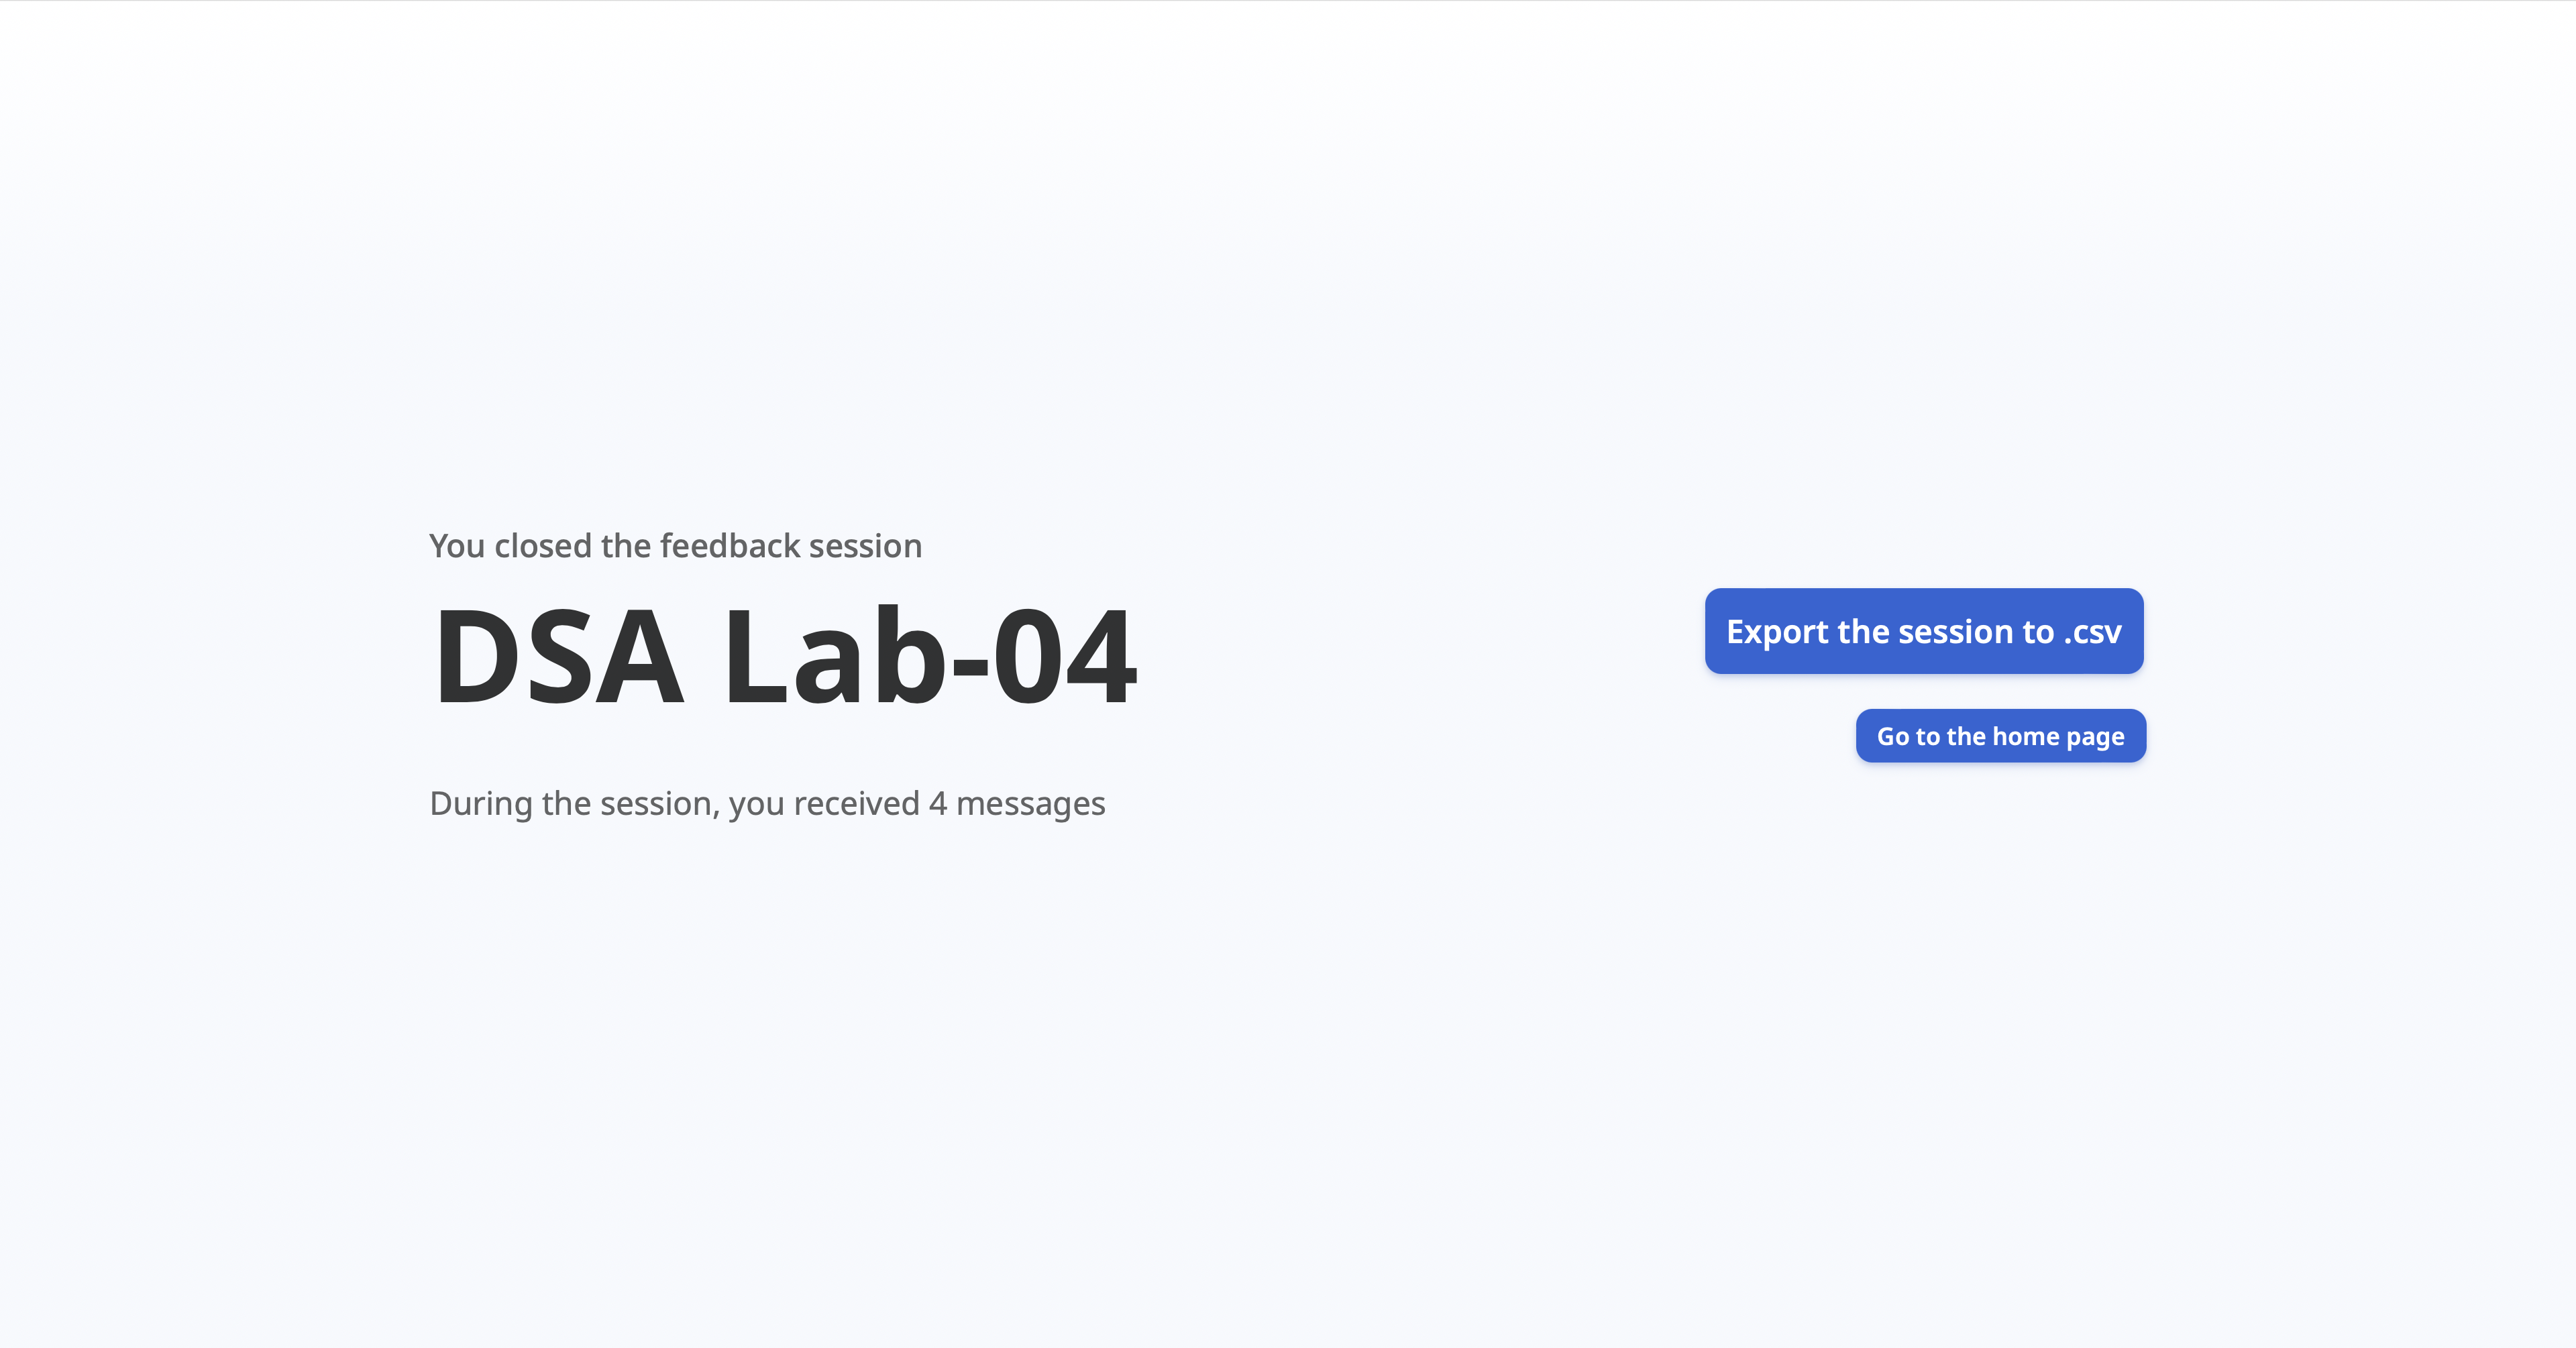 You closed the feedback session
DSA Lab-04
During the session, you received 4 messages
Export the session to .csv
Go to the home page